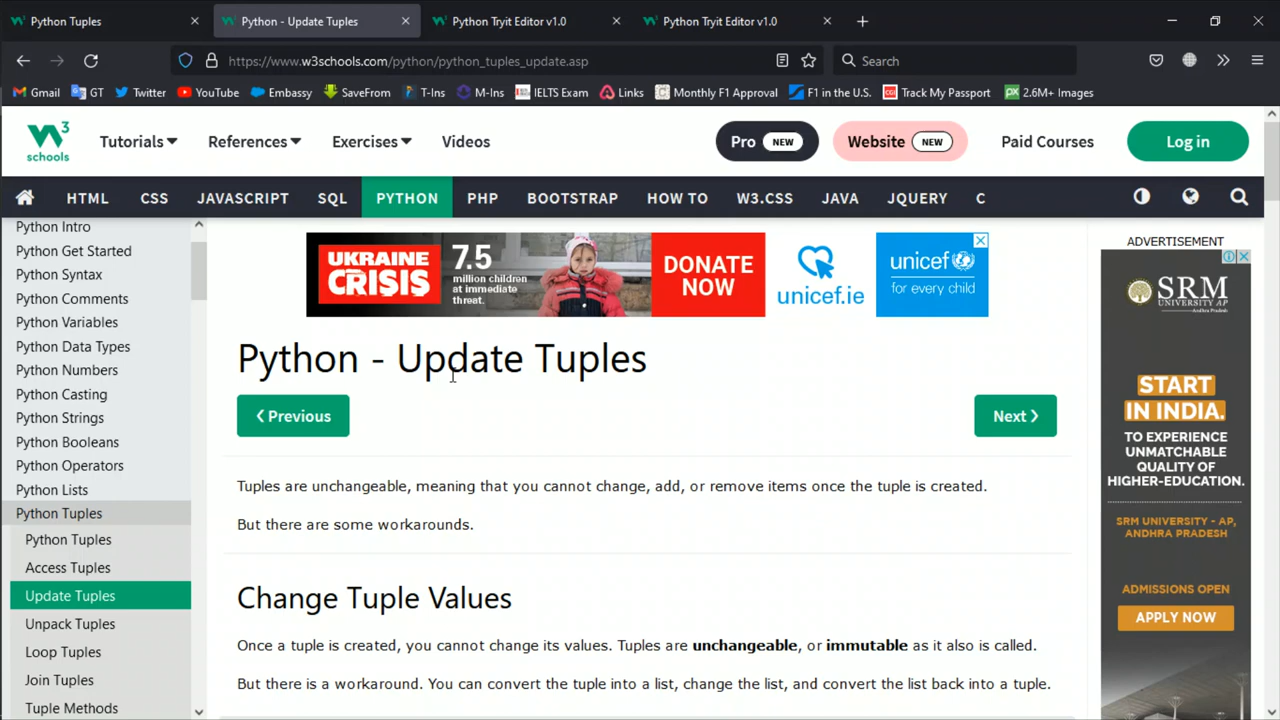 Python Tuples
Python - Update Tuples
Python Tryit Editor v1.0
Python Tryit Editor v1.0
https://www.w3schools.com/python/python_tuples_update.asp
Search
Gmail
GT
Twitter
YouTube
Embassy
SaveFrom
T-Ins
M-Ins
IELTS Exam
Links
Monthly F1 Approval
F1 in the U.S.
Track My Passport
2.6M+ Images
W3 schools
Tutorials
References
Exercises
Videos
Pro NEW
Website NEW
Paid Courses
Log in
HTML
CSS
JAVASCRIPT
SQL
PYTHON
PHP
BOOTSTRAP
HOW TO
W3.CSS
JAVA
JQUERY
C
Python Intro
Python Get Started
Python Syntax
Python Comments
Python Variables
Python Data Types
Python Numbers
Python Casting
Python Strings
Python Booleans
Python Operators
Python Lists
Python Tuples
Python Tuples
Access Tuples
Update Tuples
Unpack Tuples
Loop Tuples
Join Tuples
Tuple Methods
UKRAINE
CRISIS
7.5
million children
at immediate
threat.
DONATE
NOW
unicef.ie
unicef
for every child
Python - Update Tuples
❮ Previous
Next ❯
Tuples are unchangeable, meaning that you cannot change, add, or remove items once the tuple is created.
But there are some workarounds.
Change Tuple Values
Once a tuple is created, you cannot change its values. Tuples are unchangeable, or immutable as it also is called.
But there is a workaround. You can convert the tuple into a list, change the list, and convert the list back into a tuple.
ADVERTISEMENT
SRM
UNIVERSITY AP
Andhra Pradesh
START
IN INDIA.
TO EXPERIENCE
UNMATCHABLE
QUALITY OF
HIGHER-EDUCATION.
SRM UNIVERSITY - AP,
ANDHRA PRADESH
ADMISSIONS OPEN
APPLY NOW